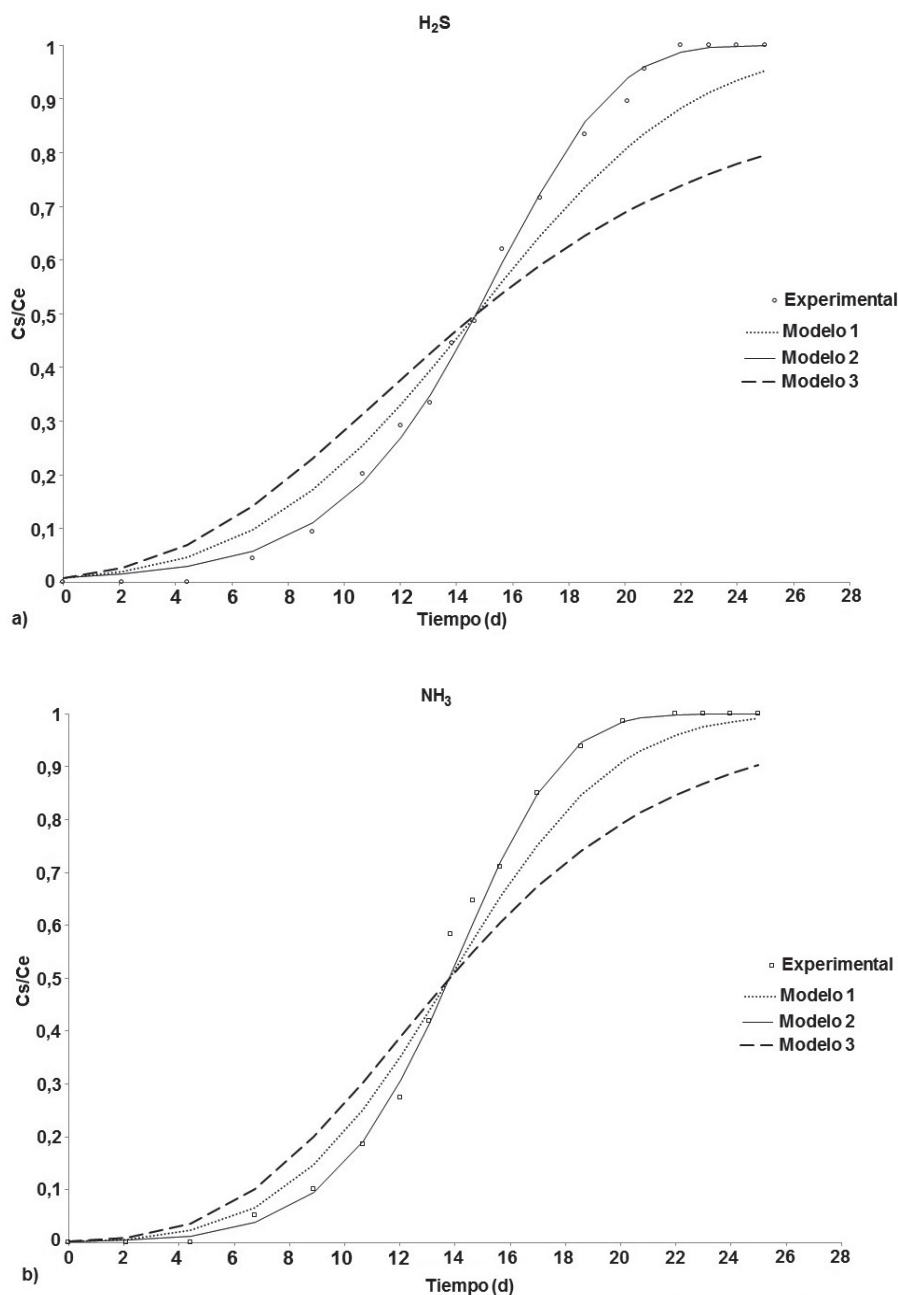 H₂S
1
0,9
0,8
0,7
0,6
0,5
0,4
0,3
0,2
0,1
0
Cs/Ce
0 2 4 6 8 10 12 14 16 18 20 22 24 26 28
Tiempo (d)
a)
Experimental
Modelo 1
Modelo 2
Modelo 3
NH₃
1
0,9
0,8
0,7
0,6
0,5
0,4
0,3
0,2
0,1
0
Cs/Ce
0 2 4 6 8 10 12 14 16 18 20 22 24 26 28
Tiempo (d)
b)
Experimental
Modelo 1
Modelo 2
Modelo 3